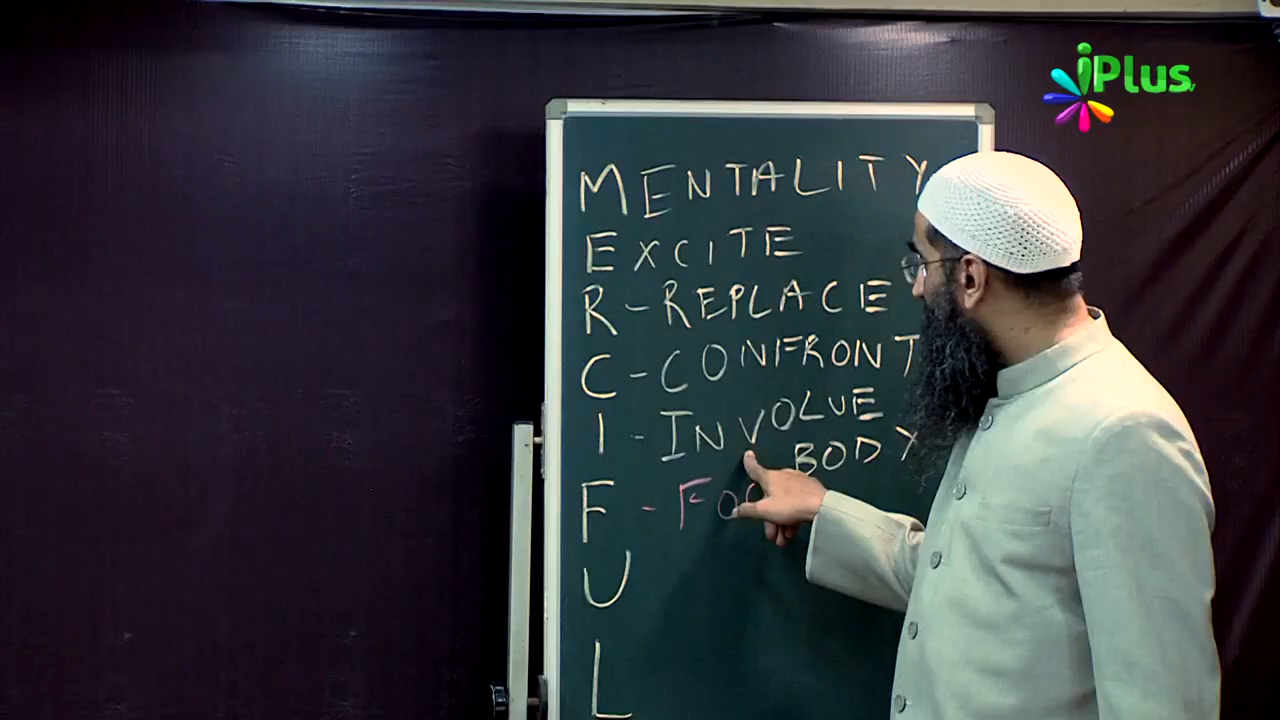 iPlus
MENTALITY
EXCITE
R - REPLACE
C - CONFRONT
I - INVOLVE
BODY
F -
U
L